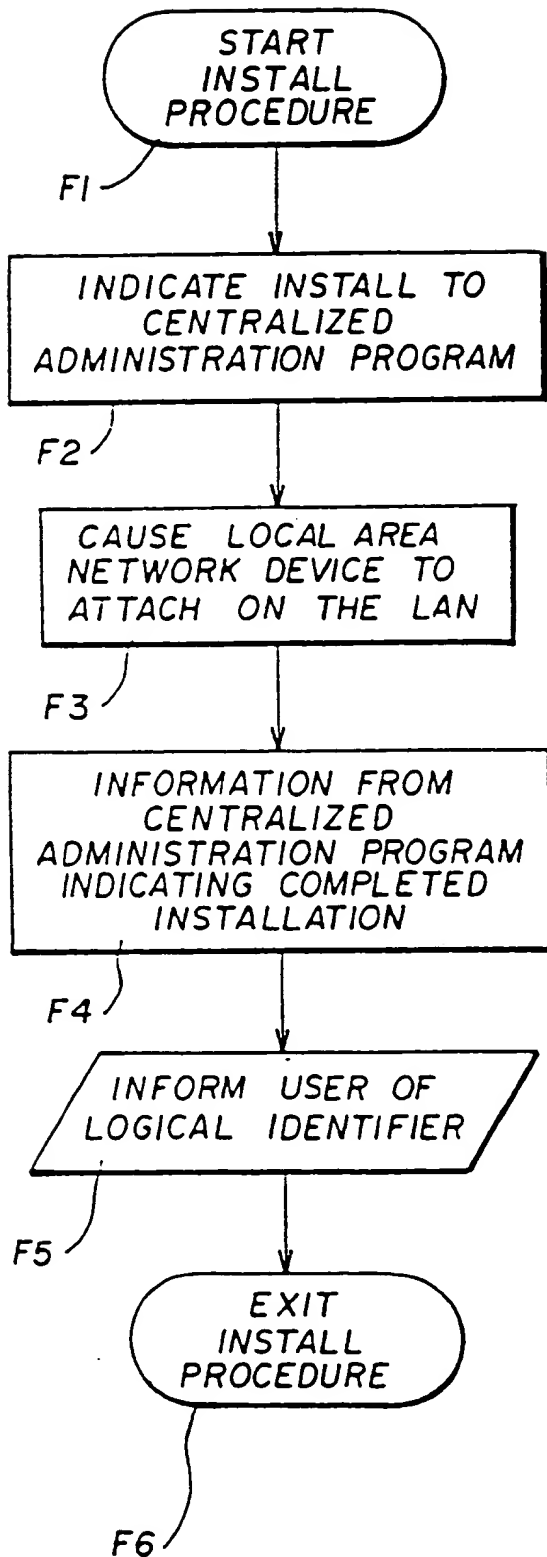 START
INSTALL
PROCEDURE
F1
INDICATE INSTALL TO
CENTRALIZED
ADMINISTRATION PROGRAM
F2
CAUSE LOCAL AREA
NETWORK DEVICE TO
ATTACH ON THE LAN
F3
INFORMATION FROM
CENTRALIZED
ADMINISTRATION PROGRAM
INDICATING COMPLETED
INSTALLATION
F4
INFORM USER OF
LOGICAL IDENTIFIER
F5
EXIT
INSTALL
PROCEDURE
F6